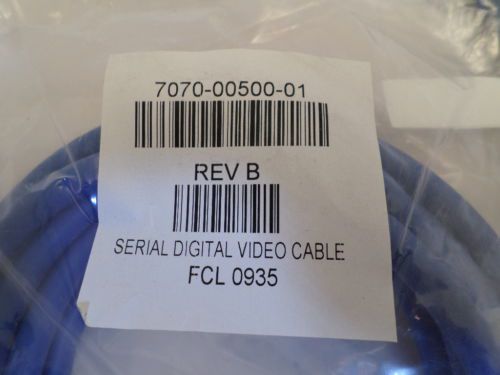 7070-00500-01
REV B
SERIAL DIGITAL VIDEO CABLE
FCL 0935